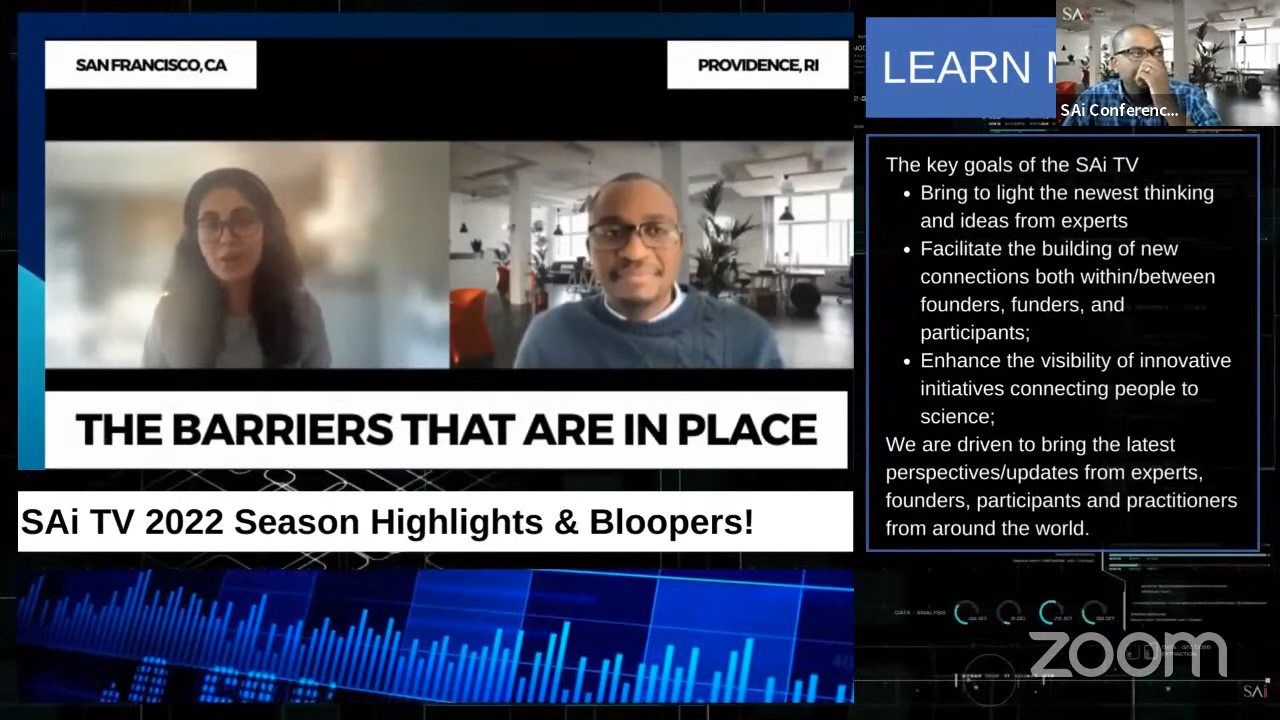 SAN FRANCISCO, CA
PROVIDENCE, RI
LEARN
SAi
SAi Conferenc...
The key goals of the SAi TV
• Bring to light the newest thinking
and ideas from experts
• Facilitate the building of new
connections both within/between
founders, funders, and
participants;
• Enhance the visibility of innovative
initiatives connecting people to
science;
We are driven to bring the latest
perspectives/updates from experts,
founders, participants and practitioners
from around the world.
THE BARRIERS THAT ARE IN PLACE
SAi TV 2022 Season Highlights & Bloopers!
DATA - ANALYSIS
zoom
SAi